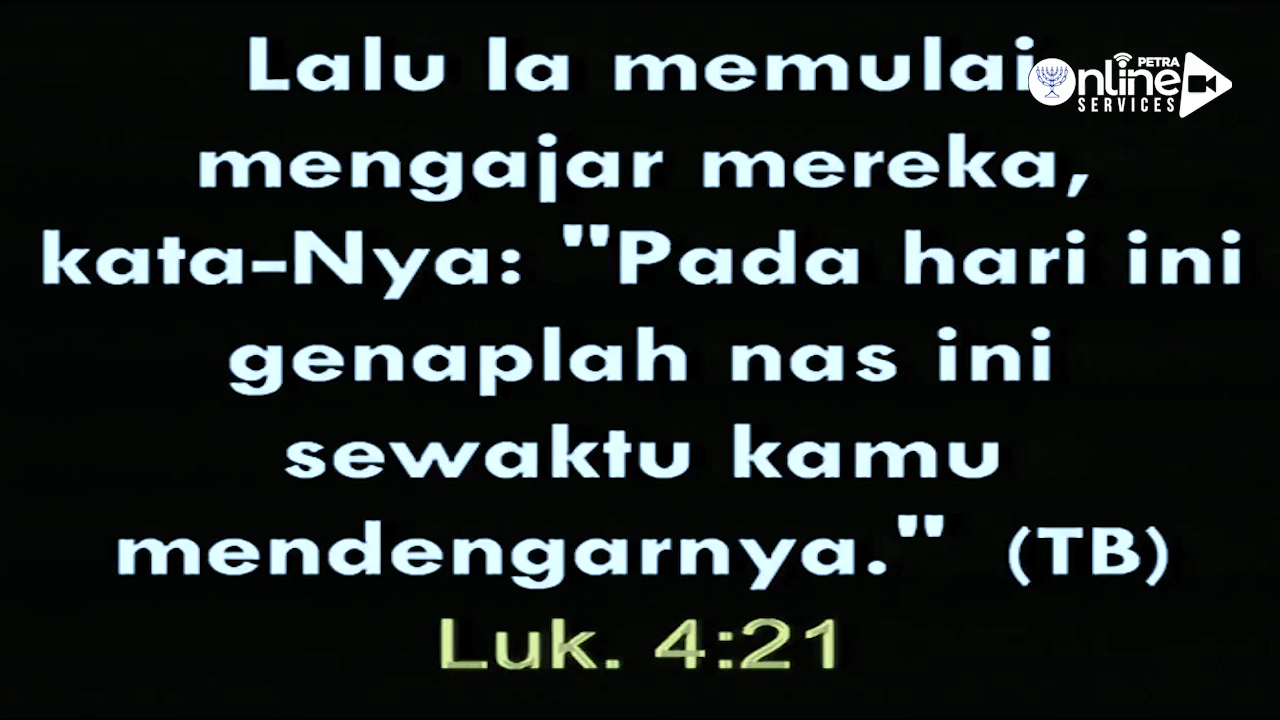 Lalu Ia memulai
mengajar mereka,
kata-Nya: "Pada hari ini
genaplah nas ini
sewaktu kamu
mendengarnya." (TB)
Luk. 4:21
PETRA
Online
SERVICES